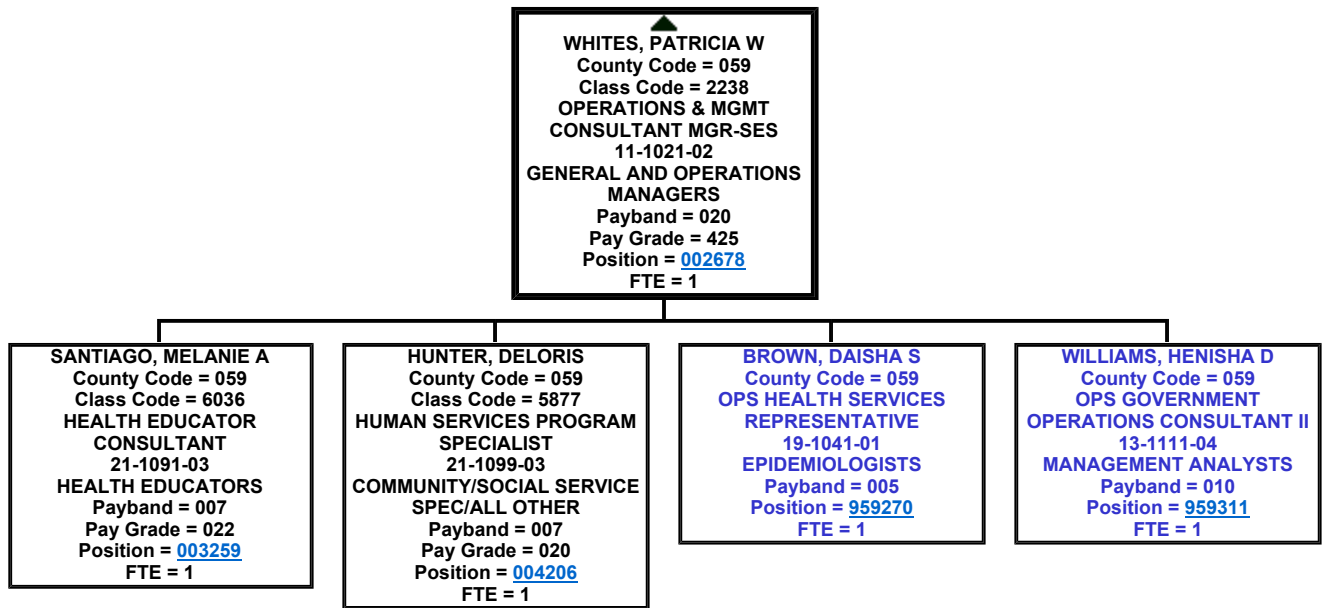 WHITES, PATRICIA W
County Code = 059
Class Code = 2238
OPERATIONS & MGMT
CONSULTANT MGR-SES
11-1021-02
GENERAL AND OPERATIONS
MANAGERS
Payband = 020
Pay Grade = 425
Position = 002678
FTE = 1
SANTIAGO, MELANIE A
County Code = 059
Class Code = 6036
HEALTH EDUCATOR
CONSULTANT
21-1091-03
HEALTH EDUCATORS
Payband = 007
Pay Grade = 022
Position = 003259
FTE = 1
HUNTER, DELORIS
County Code = 059
Class Code = 5877
HUMAN SERVICES PROGRAM
SPECIALIST
21-1099-03
COMMUNITY/SOCIAL SERVICE
SPEC/ALL OTHER
Payband = 007
Pay Grade = 020
Position = 004206
FTE = 1
BROWN, DAISHA S
County Code = 059
OPS HEALTH SERVICES
REPRESENTATIVE
19-1041-01
EPIDEMIOLOGISTS
Payband = 005
Position = 959270
FTE = 1
WILLIAMS, HENISHA D
County Code = 059
OPS GOVERNMENT
OPERATIONS CONSULTANT II
13-1111-04
MANAGEMENT ANALYSTS
Payband = 010
Position = 959311
FTE = 1